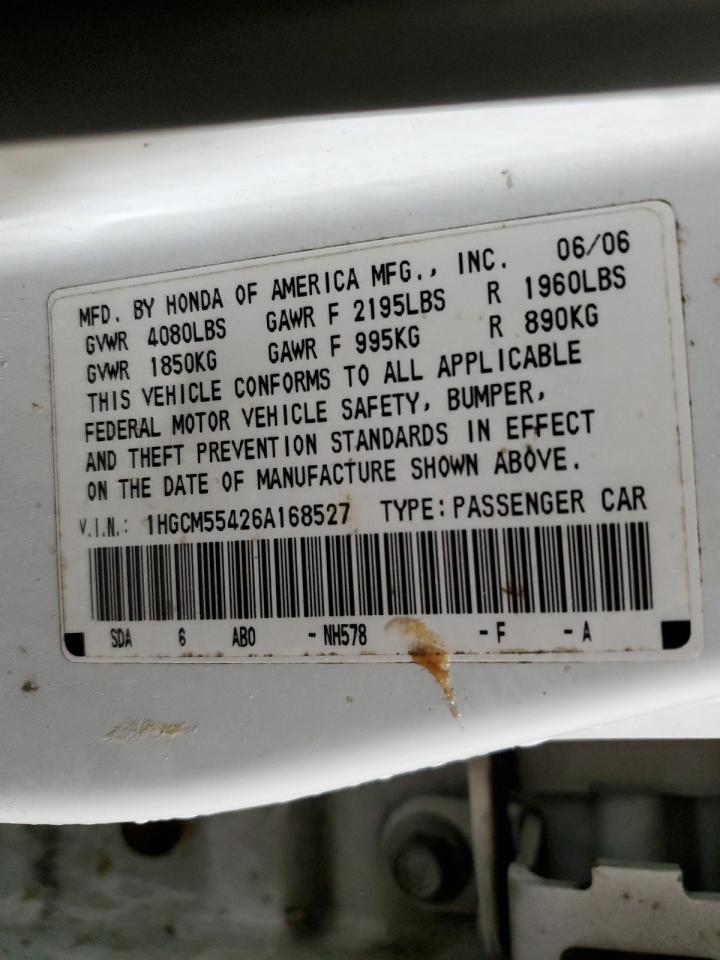 MFD. BY HONDA OF AMERICA MFG., INC. 06/06
GVWR 4080LBS GAWR F 2195LBS R 1960LBS
GVWR 1850KG GAWR F 995KG R 890KG
THIS VEHICLE CONFORMS TO ALL APPLICABLE
FEDERAL MOTOR VEHICLE SAFETY, BUMPER,
AND THEFT PREVENTION STANDARDS IN EFFECT
ON THE DATE OF MANUFACTURE SHOWN ABOVE.
V.I.N.: 1HGCM55426A168527 TYPE: PASSENGER CAR
SDA 6 AB0 -NH578 -F -A